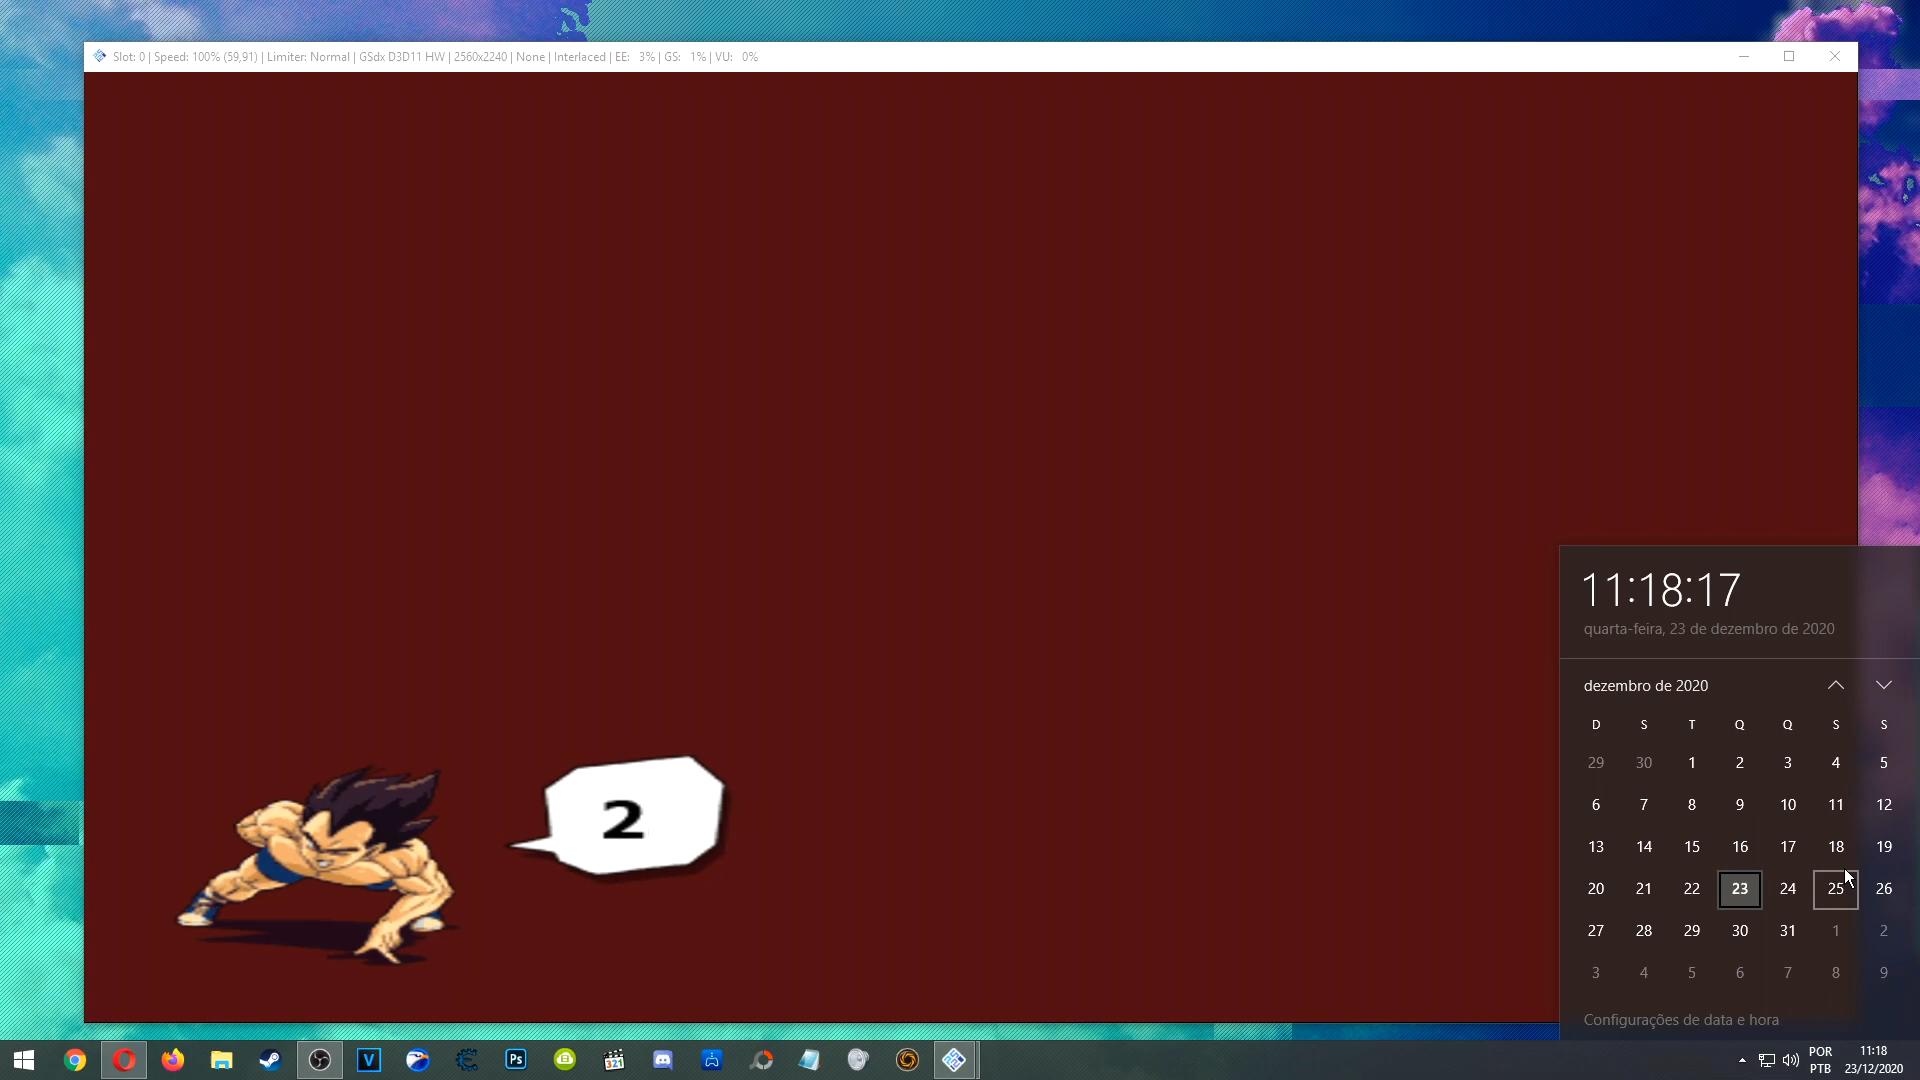 Slot: 0 | Speed: 100% (59,91) | Limiter: Normal | GSdx D3D11 HW | 2560x2240 | None | Interlaced | EE: 3% | GS: 1% | VU: 0%
2
11:18:17
quarta-feira, 23 de dezembro de 2020
dezembro de 2020
D S T Q Q S S
29 30 1 2 3 4 5
6 7 8 9 10 11 12
13 14 15 16 17 18 19
20 21 22 23 24 25 26
27 28 29 30 31 1 2
3 4 5 6 7 8 9
Configurações de data e hora
V
Ps
321
POR 11:18
PTB 23/12/2020